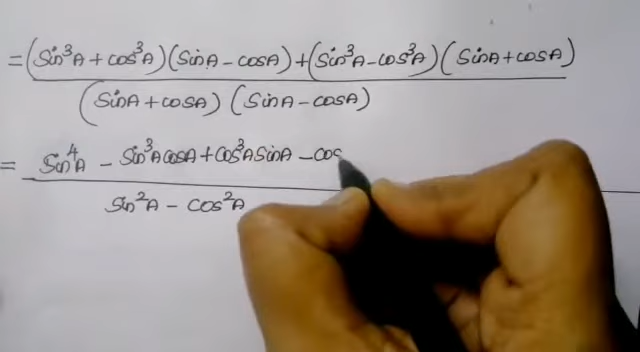 = (Sin³A + cos³A)(SinA - cosA) + (Sin³A - cos³A)(SinA + cosA)
(SinA + cosA) (SinA - cosA)
= Sin⁴A - Sin³A cosA + cos³A SinA - cos
Sin²A - cos²A